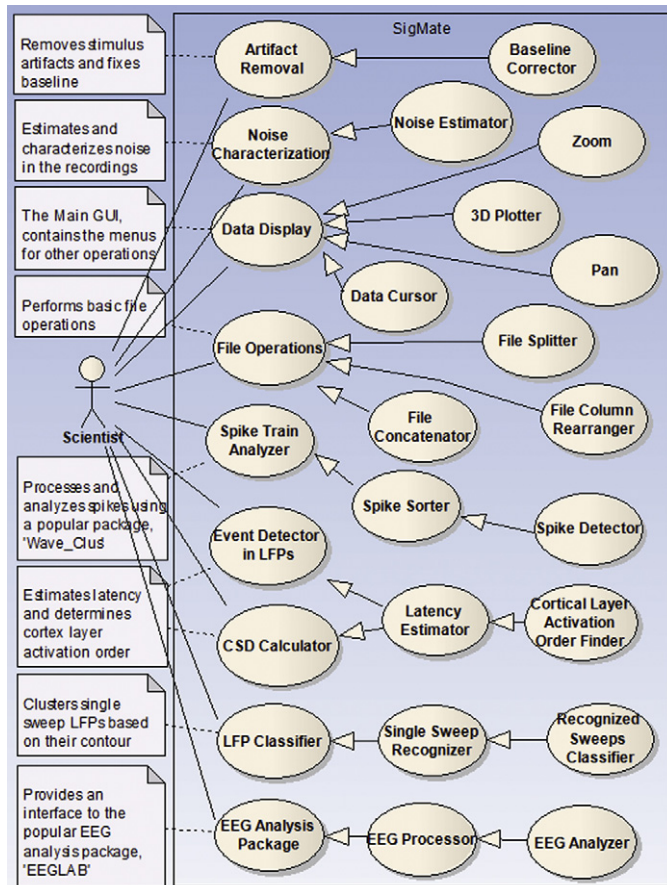 SigMate
Removes stimulus
artifacts and fixes
baseline
Artifact
Removal
Baseline
Corrector
Estimates and
characterizes noise
in the recordings
Noise
Characterization
Noise Estimator
Zoom
The Main GUI,
contains the menus
for other operations
Data Display
3D Plotter
Pan
Data Cursor
Performs basic file
operations
File Operations
File Splitter
File Column
Rearranger
File
Concatenator
Scientist
Spike Train
Analyzer
Processes and
analyzes spikes using
a popular package,
'Wave_Clus'
Spike Sorter
Spike Detector
Event Detector
in LFPs
Estimates latency and
determines
cortex layer
activation order
CSD Calculator
Latency
Estimator
Cortical Layer
Activation
Order Finder
Clusters single
sweep LFPs based
on their contour
LFP Classifier
Single Sweep
Recognizer
Recognized
Sweeps
Classifier
Provides an
interface to the
popular EEG
analysis package,
'EEGLAB'
EEG Analysis
Package
EEG Processor
EEG Analyzer